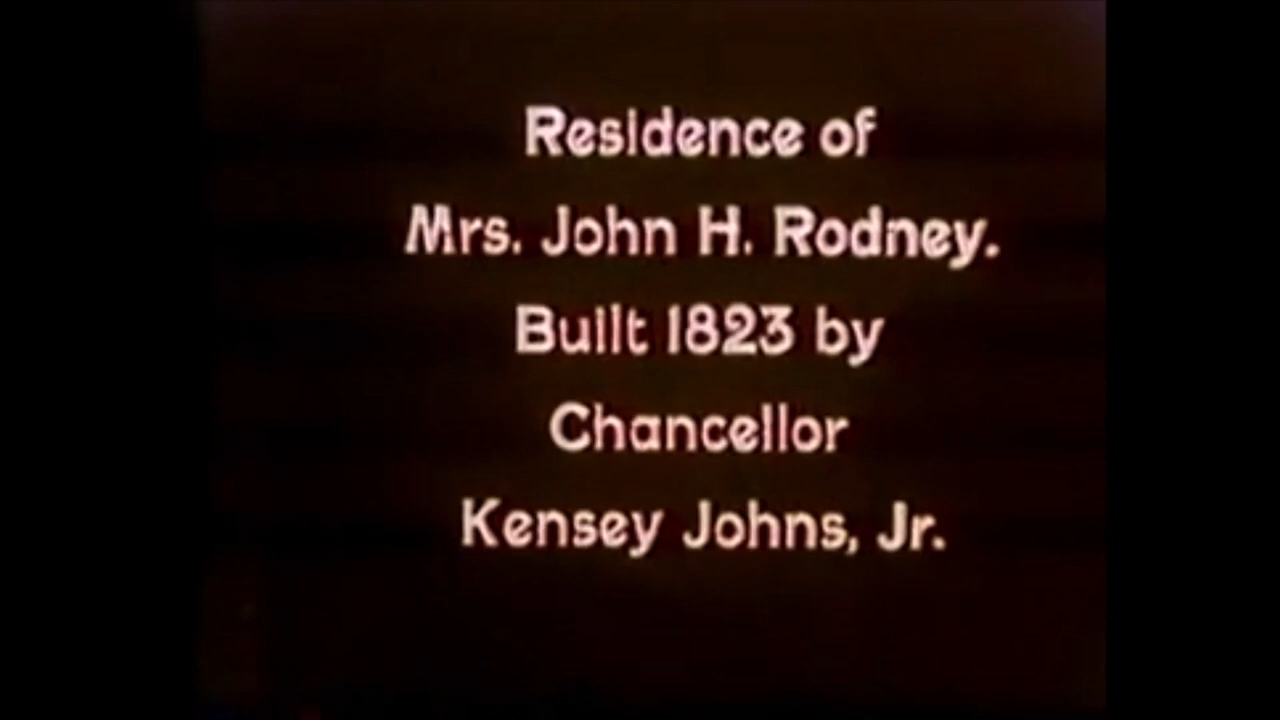 Residence of
Mrs. John H. Rodney.
Built 1823 by
Chancellor
Kensey Johns, Jr.